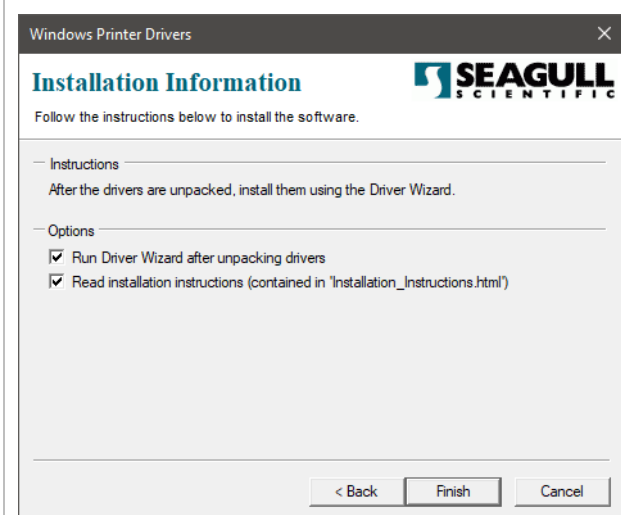 Windows Printer Drivers
Installation Information
SEAGULL
SCIENTIFIC
Follow the instructions below to install the software.
Instructions
After the drivers are unpacked, install them using the Driver Wizard.
Options
Run Driver Wizard after unpacking drivers
Read installation instructions (contained in 'Installation_Instructions.html')
< Back
Finish
Cancel